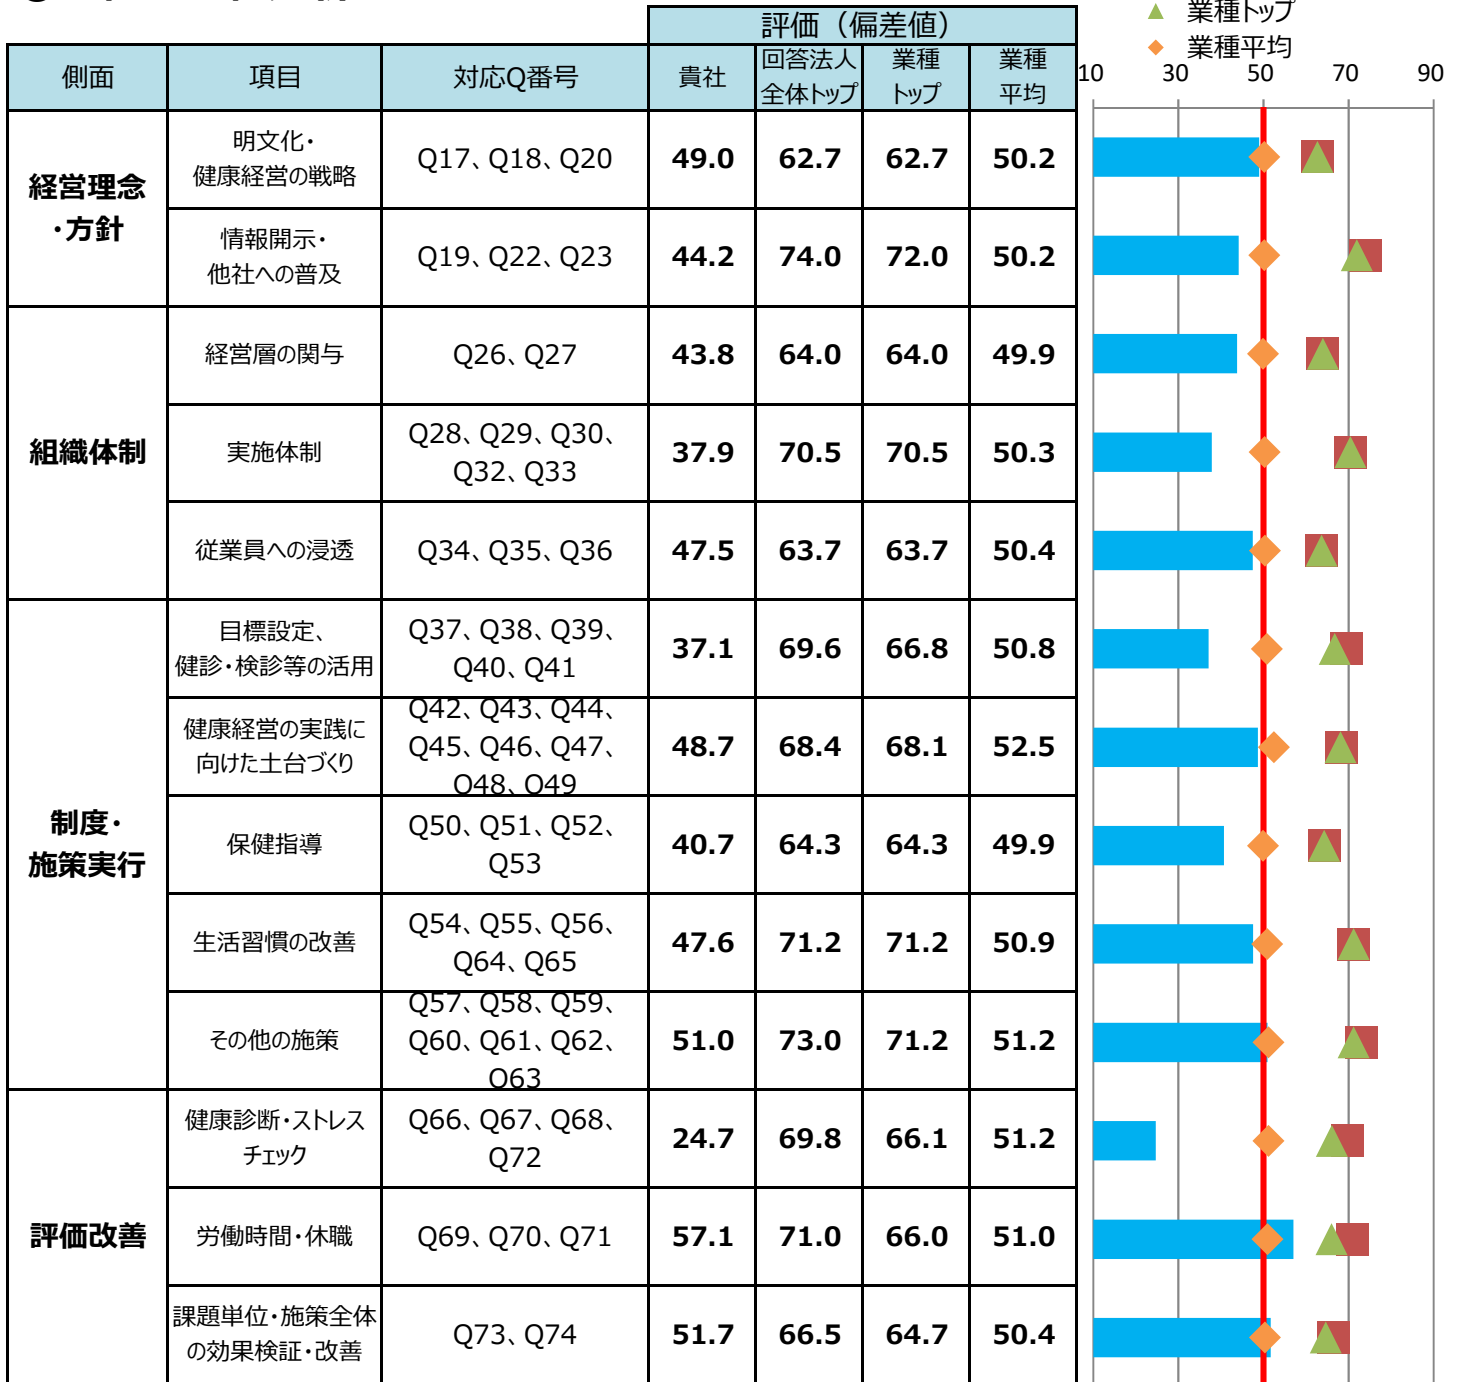 ▲ 業種トップ
◆ 業種平均
評価（偏差値）
側面 項目 対応Q番号 貴社 回答法人 業種 業種
全体トップ トップ 平均
10 30 50 70 90
経営理念
・方針
明文化・
健康経営の戦略
Q17、Q18、Q20 49.0 62.7 62.7 50.2
情報開示・
他社への普及
Q19、Q22、Q23 44.2 74.0 72.0 50.2
組織体制
経営層の関与 Q26、Q27 43.8 64.0 64.0 49.9
実施体制
Q28、Q29、Q30、
Q32、Q33
37.9 70.5 70.5 50.3
従業員への浸透 Q34、Q35、Q36 47.5 63.7 63.7 50.4
制度・
施策実行
目標設定、
健診・検診等の活用
Q37、Q38、Q39、
Q40、Q41
37.1 69.6 66.8 50.8
健康経営の実践に
向けた土台づくり
Q42、Q43、Q44、
Q45、Q46、Q47、
Q48、Q49
48.7 68.4 68.1 52.5
保健指導
Q50、Q51、Q52、
Q53
40.7 64.3 64.3 49.9
生活習慣の改善
Q54、Q55、Q56、
Q64、Q65
47.6 71.2 71.2 50.9
その他の施策
Q57、Q58、Q59、
Q60、Q61、Q62、
Q63
51.0 73.0 71.2 51.2
評価改善
健康診断・ストレス
チェック
Q66、Q67、Q68、
Q72
24.7 69.8 66.1 51.2
労働時間・休職 Q69、Q70、Q71 57.1 71.0 66.0 51.0
課題単位・施策全体
の効果検証・改善
Q73、Q74 51.7 66.5 64.7 50.4